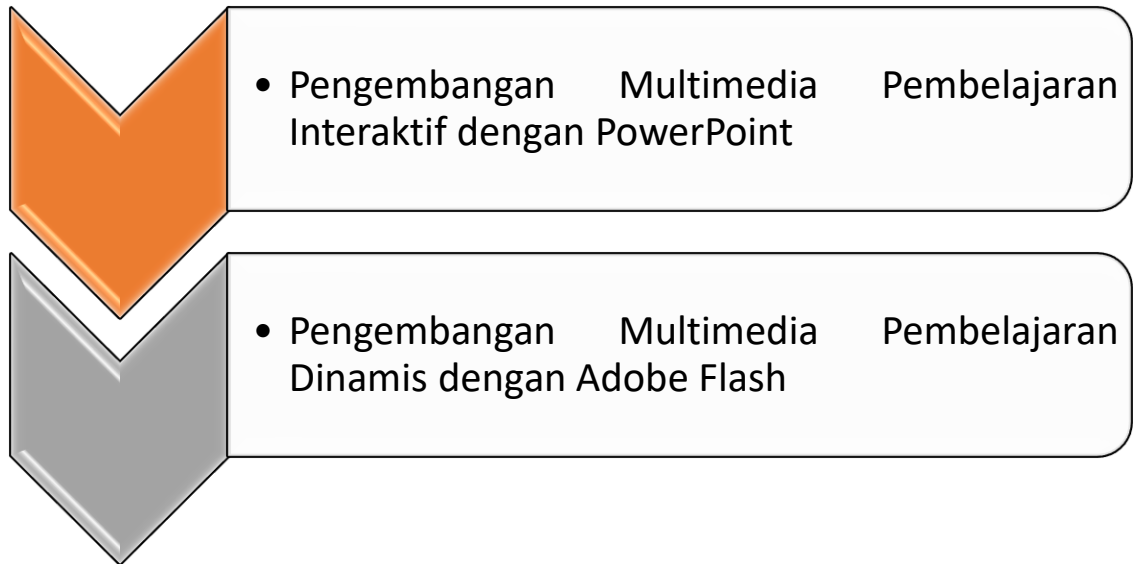 • Pengembangan Multimedia Pembelajaran
Interaktif dengan PowerPoint
• Pengembangan Multimedia Pembelajaran
Dinamis dengan Adobe Flash